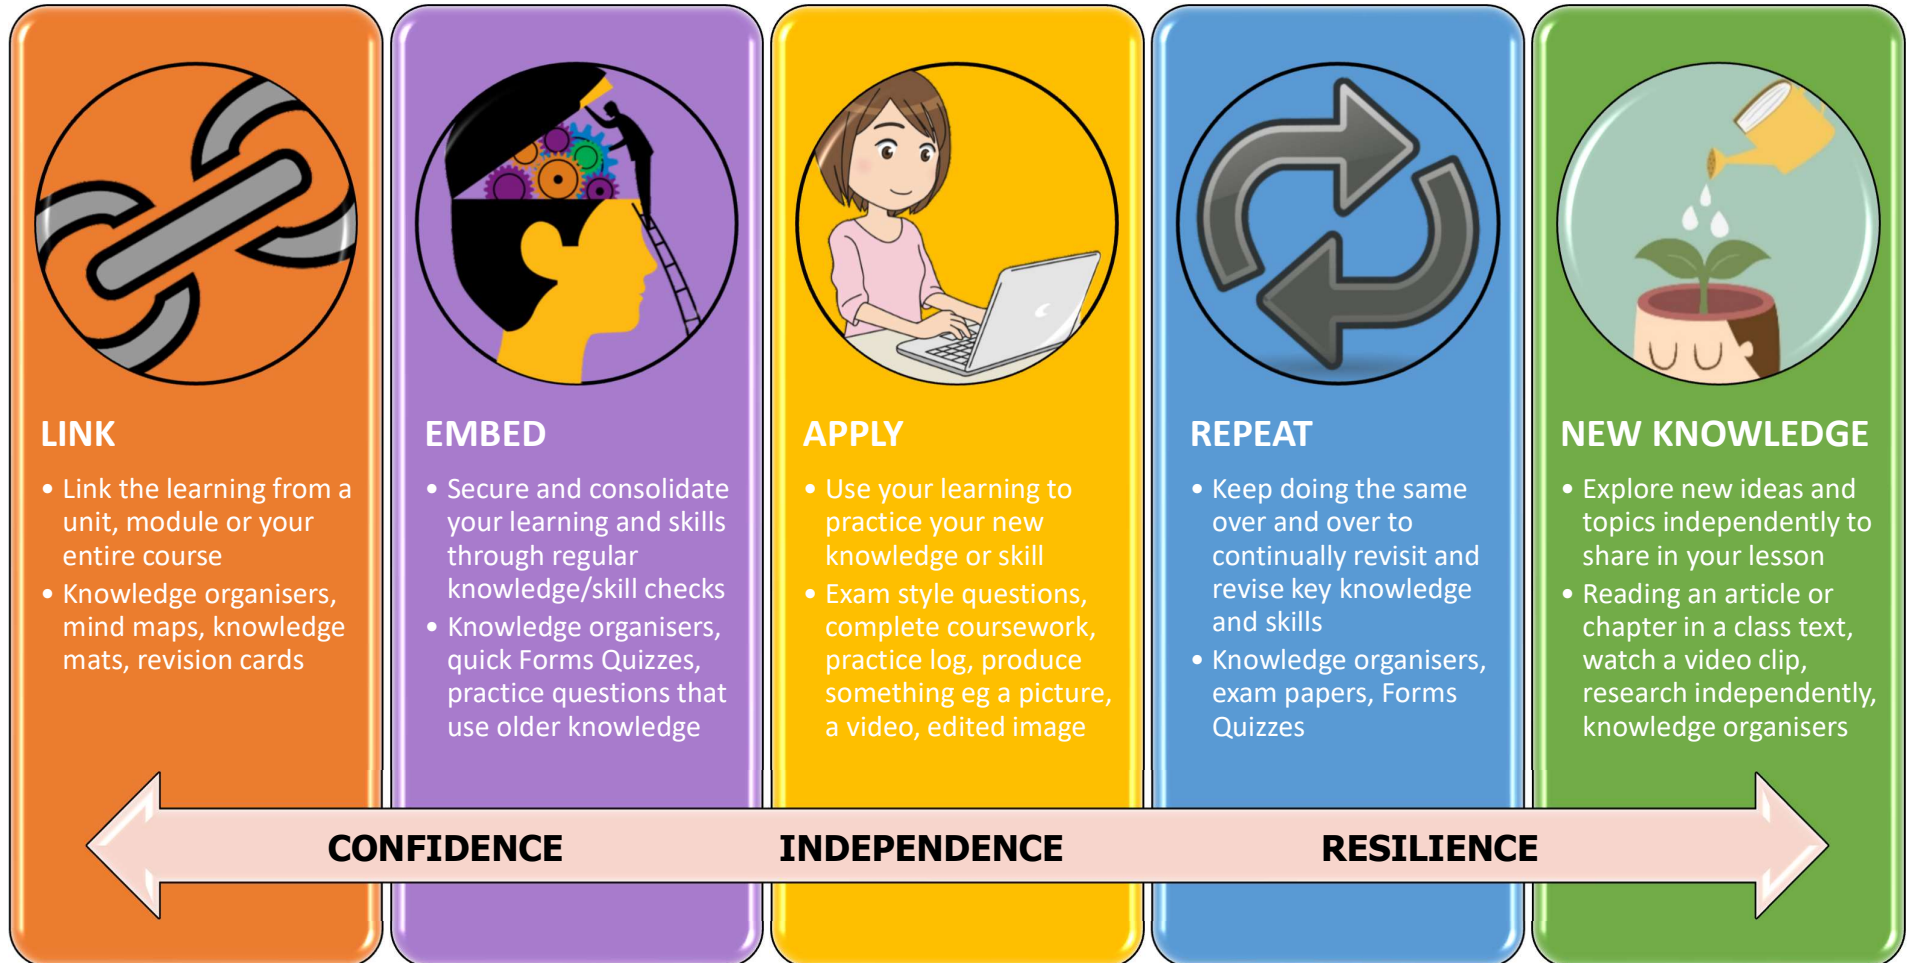 LINK
• Link the learning from a
unit, module or your
entire course
• Knowledge organisers,
mind maps, knowledge
mats, revision cards
EMBED
• Secure and consolidate
your learning and skills
through regular
knowledge/skill checks
• Knowledge organisers,
quick Forms Quizzes,
practice questions that
use older knowledge
APPLY
• Use your learning to
practice your new
knowledge or skill
• Exam style questions,
complete coursework,
practice log, produce
something eg a picture,
a video, edited image
REPEAT
• Keep doing the same
over and over to
continually revisit and
revise key knowledge
and skills
• Knowledge organisers,
exam papers, Forms
Quizzes
NEW KNOWLEDGE
• Explore new ideas and
topics independently to
share in your lesson
• Reading an article or
chapter in a class text,
watch a video clip,
research independently,
knowledge organisers
CONFIDENCE INDEPENDENCE RESILIENCE